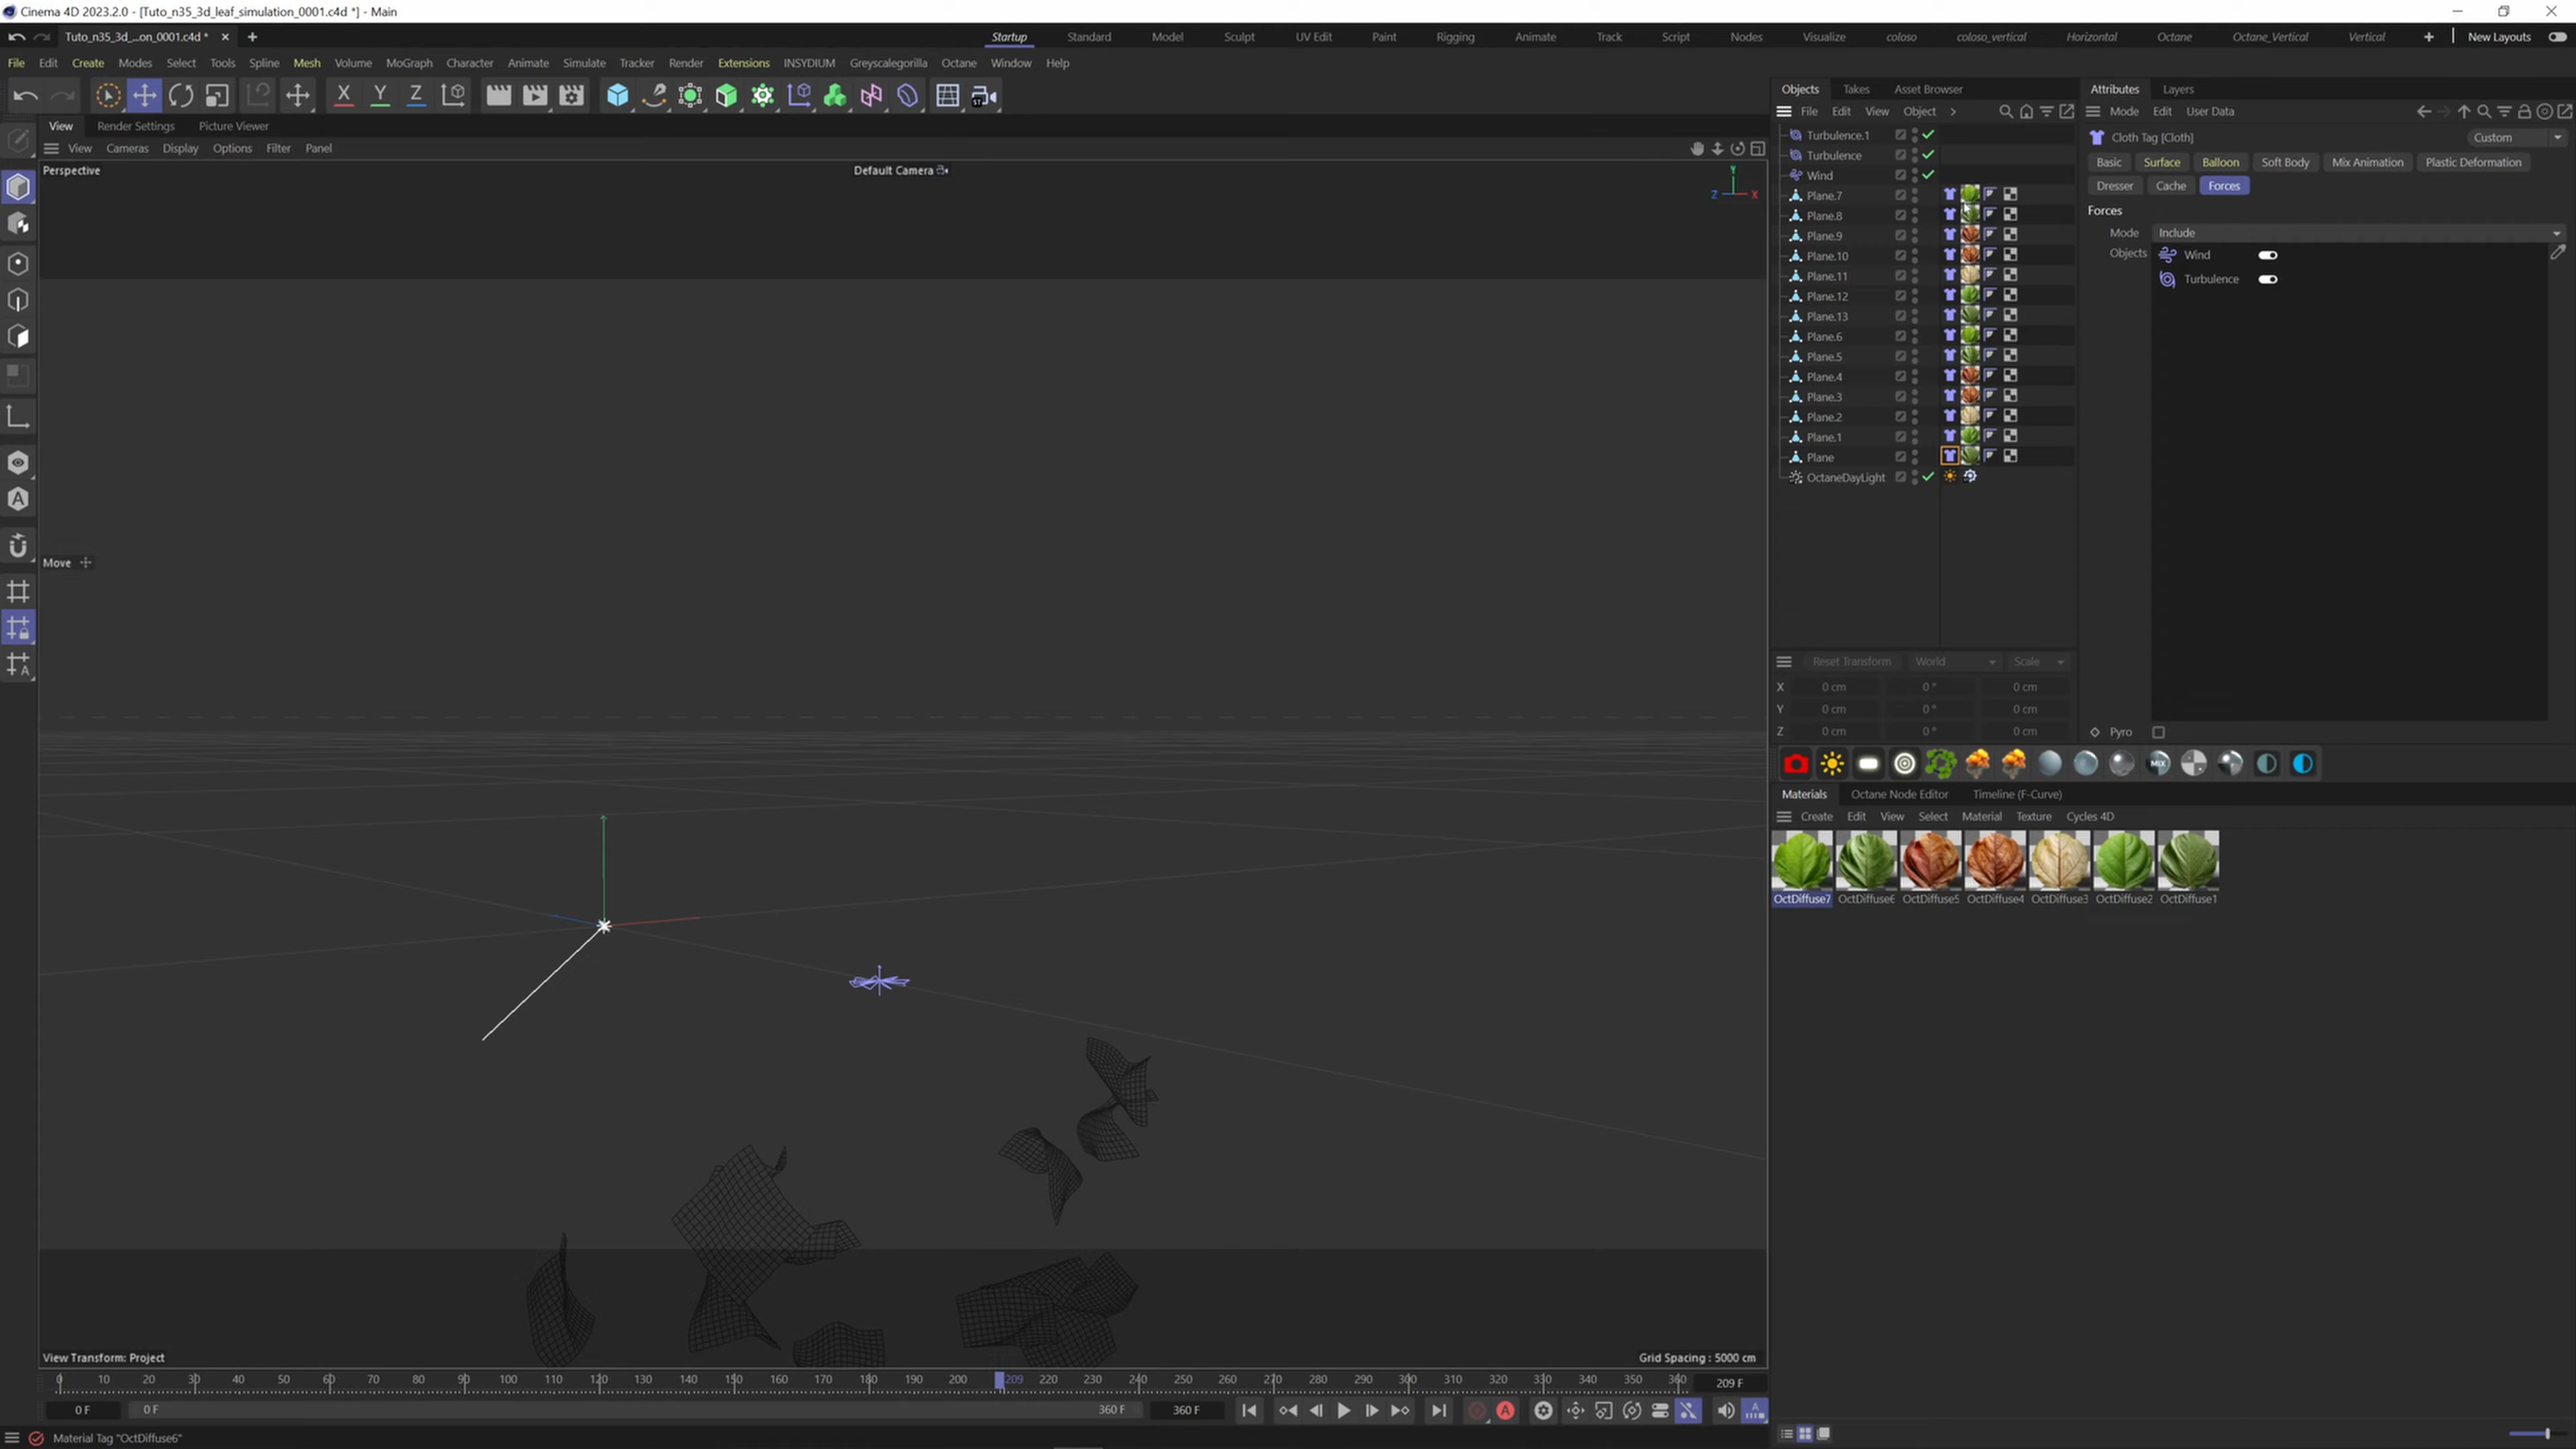 Cinema 4D 2023.2.0 - [Tuto_n35_3d_leaf_simulation_0001.c4d *] - Main
Tuto_n35_3d_...on_0001.c4d * Startup Standard Model Sculpt UV Edit Paint Rigging Animate Track Script Nodes Visualize coloso coloso_vertical Horizontal Octane Octane_Vertical Vertical New Layouts
File Edit Create Modes Select Tools Spline Mesh Volume MoGraph Character Animate Simulate Tracker Render Extensions INSYDIUM Greyscalegorilla Octane Window Help
X Y Z
View Render Settings Picture Viewer
View Cameras Display Options Filter Panel
Perspective
Default Camera
Y
Z
X
Move
View Transform: Project
Grid Spacing : 5000 cm
0 10 20 30 40 50 60 70 80 90 100 110 120 130 140 150 160 170 180 190 200 209 220 230 240 250 260 270 280 290 300 310 320 330 340 350 360 209 F
0 F 0 F 360 F 360 F
Material Tag "OctDiffuse6"
Objects Takes Asset Browser
File Edit View Object
Turbulence.1
Turbulence
Wind
Plane.7
Plane.8
Plane.9
Plane.10
Plane.11
Plane.12
Plane.13
Plane.6
Plane.5
Plane.4
Plane.3
Plane.2
Plane.1
Plane
OctaneDayLight
Reset Transform World Scale
X 0 cm 0 ° 0 cm
Y 0 cm 0 ° 0 cm
Z 0 cm 0 ° 0 cm
Attributes Layers
Mode Edit User Data
Cloth Tag [Cloth] Custom
Basic Surface Balloon Soft Body Mix Animation Plastic Deformation
Dresser Cache Forces
Forces
Mode Include
Objects Wind
Turbulence
Pyro
MIX
Materials Octane Node Editor Timeline (F-Curve)
Create Edit View Select Material Texture Cycles 4D
OctDiffuse7 OctDiffuse6 OctDiffuse5 OctDiffuse4 OctDiffuse3 OctDiffuse2 OctDiffuse1